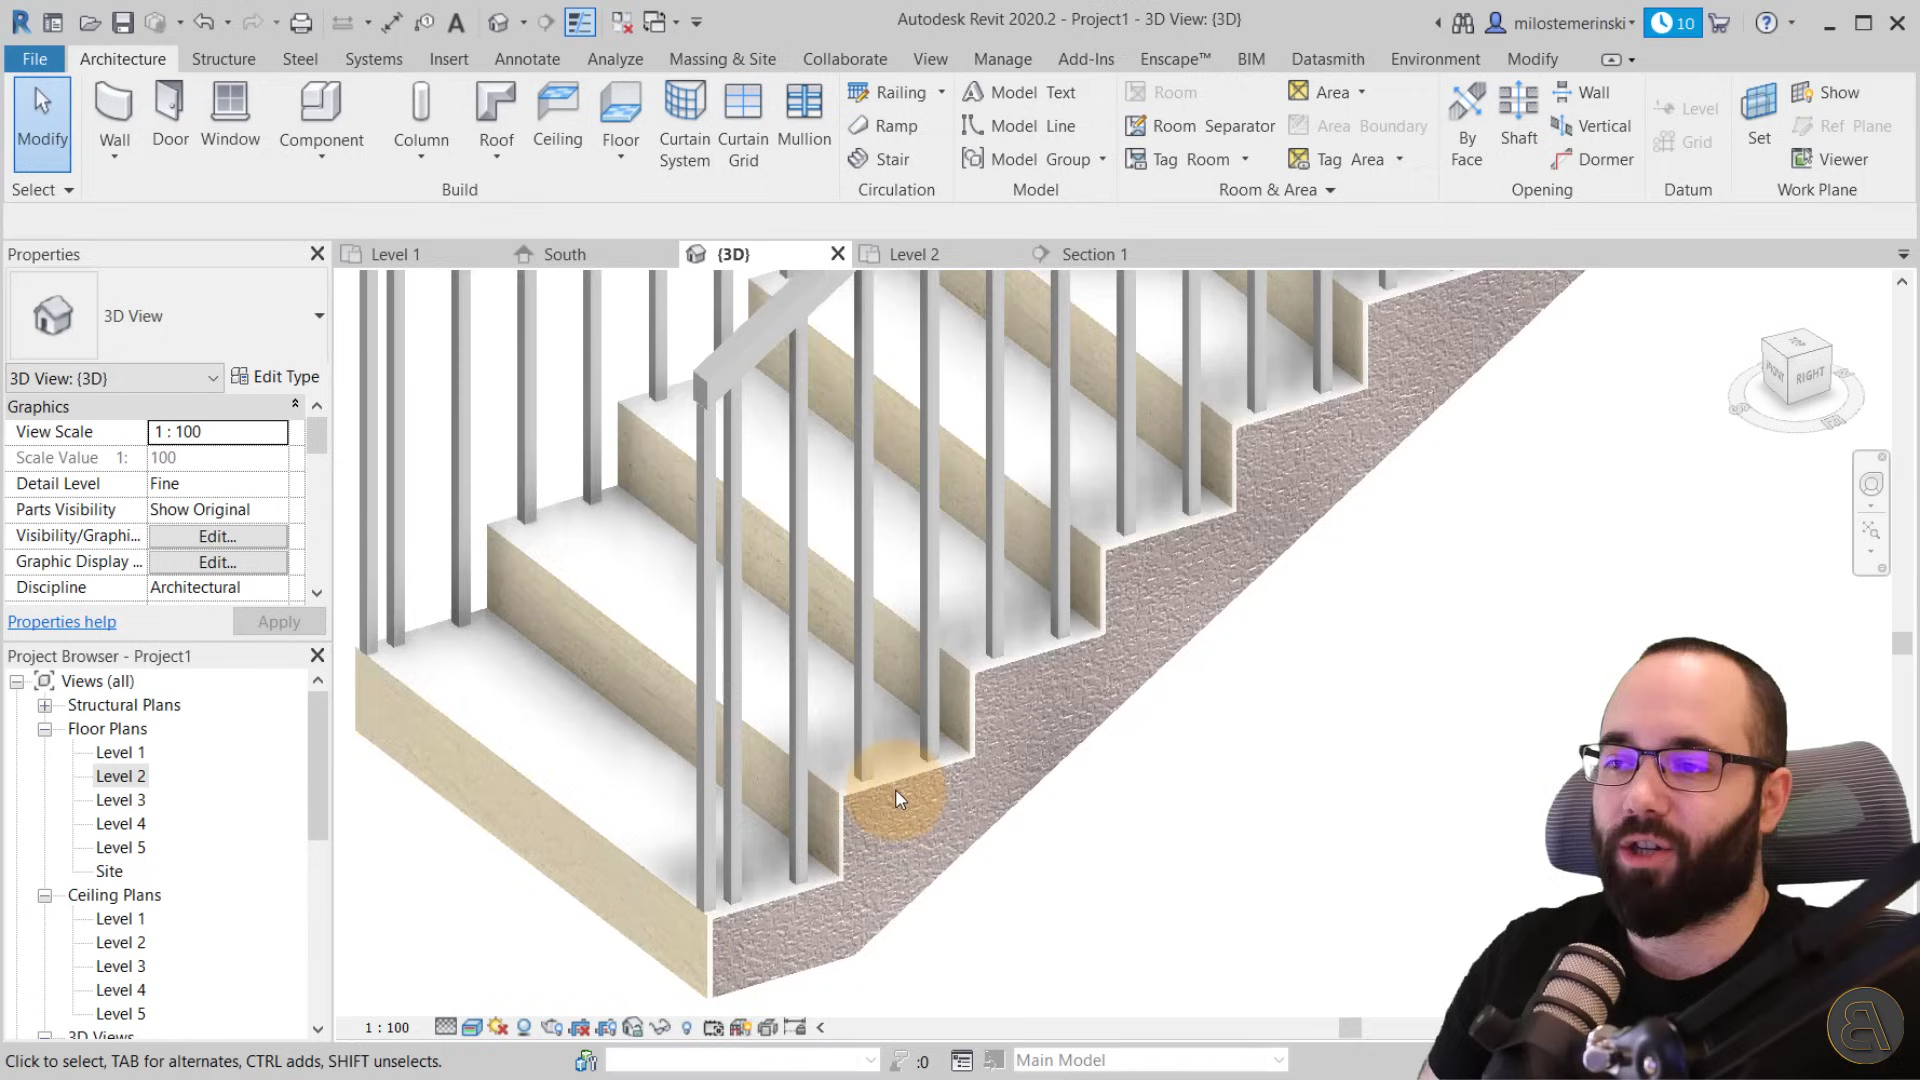 Autodesk Revit 2020.2 - Project1 - 3D View: {3D}
milostemerinski
10
File Architecture Structure Steel Systems Insert Annotate Analyze Massing & Site Collaborate View Manage Add-Ins Enscape™ BIM Datasmith Environment Modify
Modify
Wall
Door
Window
Component
Column
Roof
Ceiling
Floor
Curtain System
Curtain Grid
Mullion
Railing
Ramp
Stair
Model Text
Model Line
Model Group
Room
Room Separator
Tag Room
Area
Area Boundary
Tag Area
By Face
Shaft
Wall
Vertical
Dormer
Level
Grid
Set
Show
Ref Plane
Viewer
Select Build Circulation Model Room & Area Opening Datum Work Plane
Properties
Level 1 South {3D} Level 2 Section 1
3D View
3D View: {3D} Edit Type
Graphics
View Scale 1 : 100
Scale Value 1: 100
Detail Level Fine
Parts Visibility Show Original
Visibility/Graphi... Edit...
Graphic Display ... Edit...
Discipline Architectural
Properties help Apply
RIGHT
Project Browser - Project1
Views (all)
Structural Plans
Floor Plans
Level 1
Level 2
Level 3
Level 4
Level 5
Site
Ceiling Plans
Level 1
Level 2
Level 3
Level 4
Level 5
3D Views
1 : 100
Click to select, TAB for alternates, CTRL adds, SHIFT unselects.
:0
Main Model